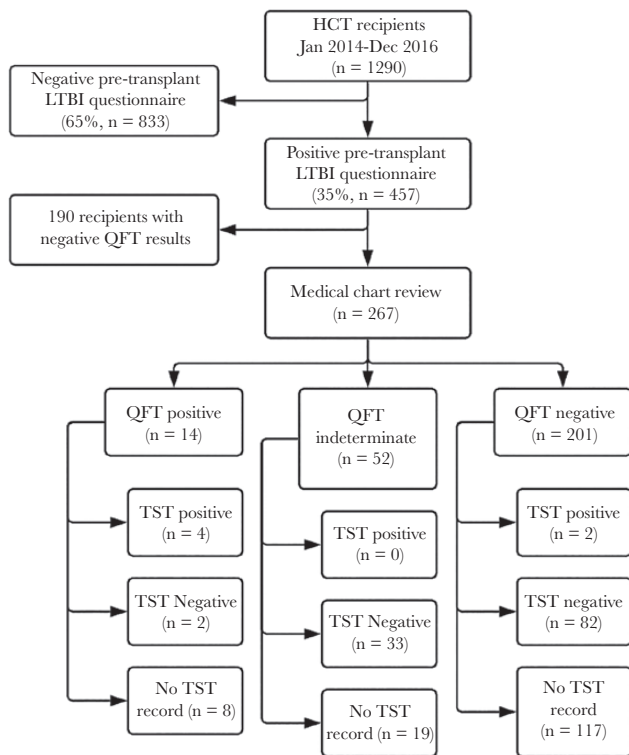 HCT recipients
Jan 2014-Dec 2016
(n = 1290)
Negative pre-transplant
LTBI questionnaire
(65%, n = 833)
Positive pre-transplant
LTBI questionnaire
(35%, n = 457)
190 recipients with
negative QFT results
Medical chart review
(n = 267)
QFT positive
(n = 14)
TST positive
(n = 4)
TST Negative
(n = 2)
No TST
record (n = 8)
QFT
indeterminate
(n = 52)
TST positive
(n = 0)
TST Negative
(n = 33)
No TST
record (n = 19)
QFT negative
(n = 201)
TST positive
(n = 2)
TST negative
(n = 82)
No TST
record
(n = 117)